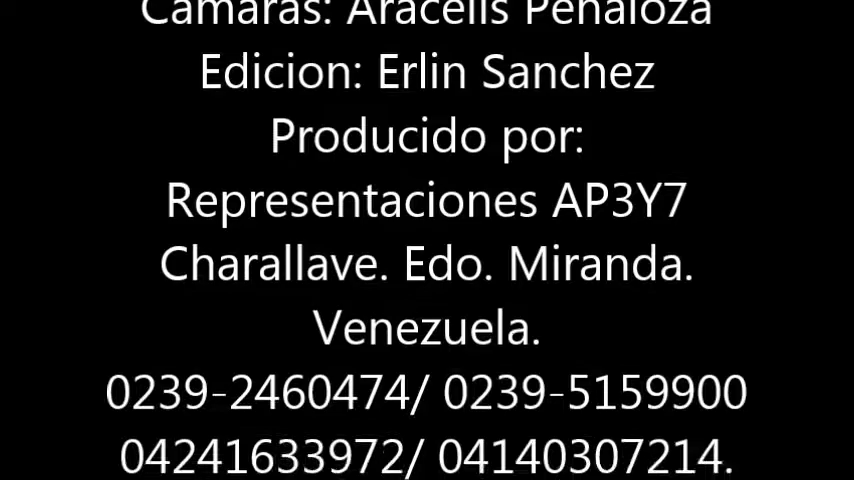 Camaras: Aracelis Peñaloza
Edicion: Erlin Sanchez
Producido por:
Representaciones AP3Y7
Charallave. Edo. Miranda.
Venezuela.
0239-2460474/ 0239-5159900
04241633972/ 04140307214.